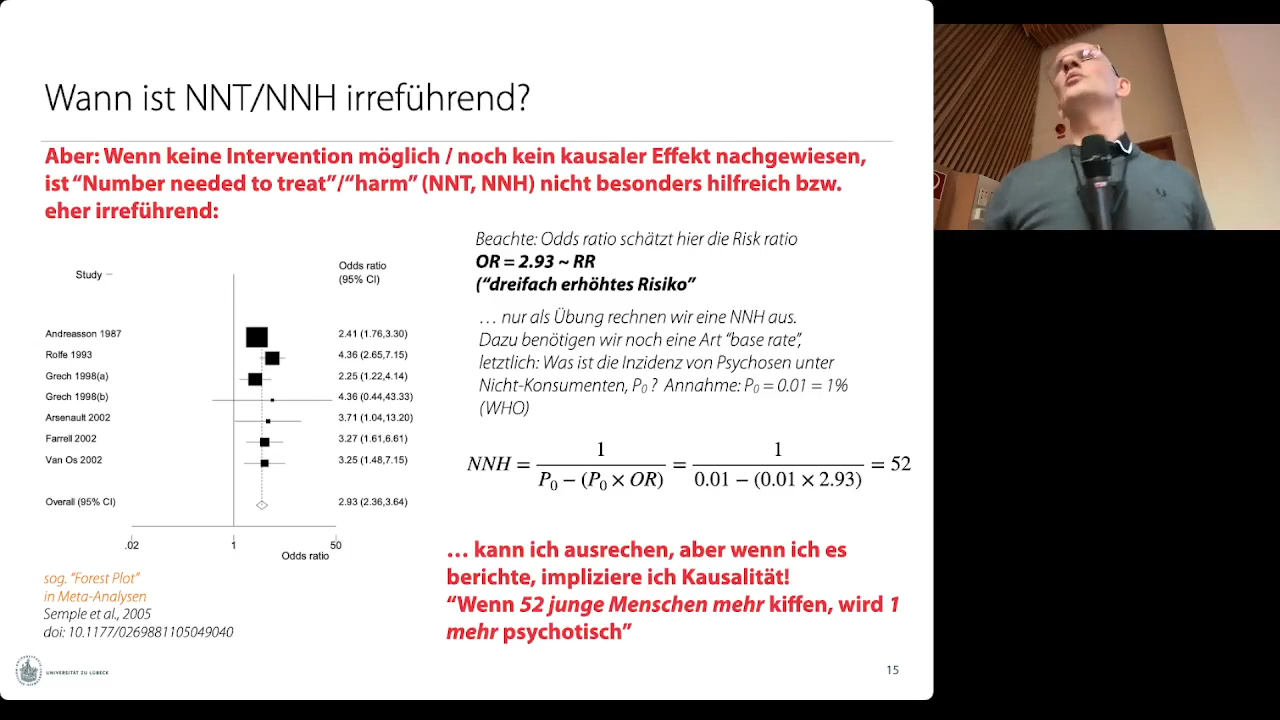 Wann ist NNT/NNH irreführend?
Aber: Wenn keine Intervention möglich / noch kein kausaler Effekt nachgewiesen,
ist “Number needed to treat”/“harm” (NNT, NNH) nicht besonders hilfreich bzw.
eher irreführend:
Study
Odds ratio
(95% CI)
Andreasson 1987 2.41 (1.76,3.30)
Rolfe 1993 4.36 (2.65,7.15)
Grech 1998(a) 2.25 (1.22,4.14)
Grech 1998(b) 4.36 (0.44,43.33)
Arsenault 2002 3.71 (1.04,13.20)
Farrell 2002 3.27 (1.61,6.61)
Van Os 2002 3.25 (1.48,7.15)
Overall (95% CI) 2.93 (2.36,3.64)
.02 1 50
Odds ratio
sog. “Forest Plot”
in Meta-Analysen
Semple et al., 2005
doi: 10.1177/0269881105049040
Beachte: Odds ratio schätzt hier die Risk ratio
OR = 2.93 ~ RR
(“dreifach erhöhtes Risiko”
… nur als Übung rechnen wir eine NNH aus.
Dazu benötigen wir noch eine Art “base rate”,
letztlich: Was ist die Inzidenz von Psychosen unter
Nicht-Konsumenten, P₀ ? Annahme: P₀ = 0.01 = 1%
(WHO)
NNH = 1 / (P₀ − (P₀ × OR)) = 1 / (0.01 − (0.01 × 2.93)) = 52
… kann ich ausrechen, aber wenn ich es
berichte, impliziere ich Kausalität!
“Wenn 52 junge Menschen mehr kiffen, wird 1
mehr psychotisch”
UNIVERSITÄT ZU LÜBECK
15